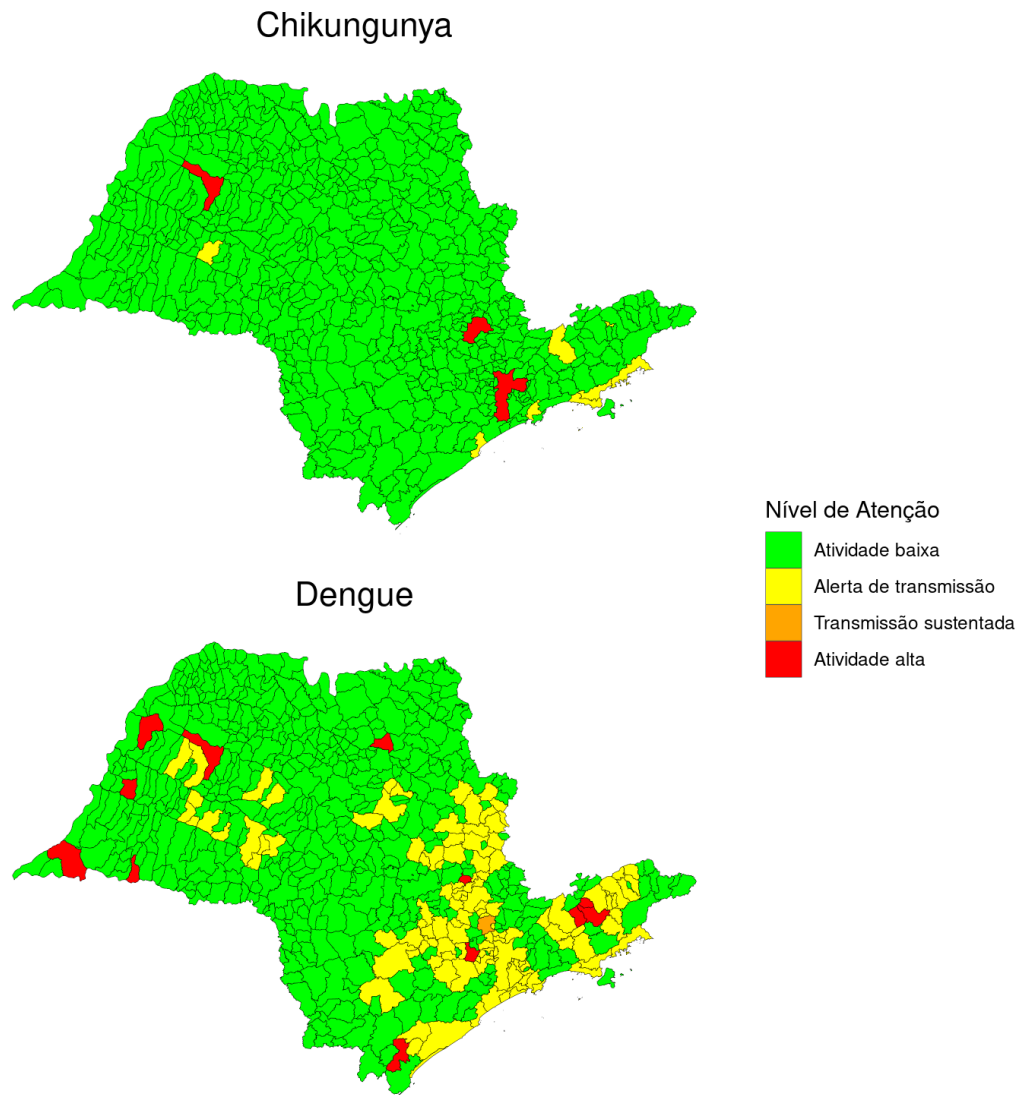 Chikungunya
Nível de Atenção
Atividade baixa
Alerta de transmissão
Transmissão sustentada
Atividade alta
Dengue